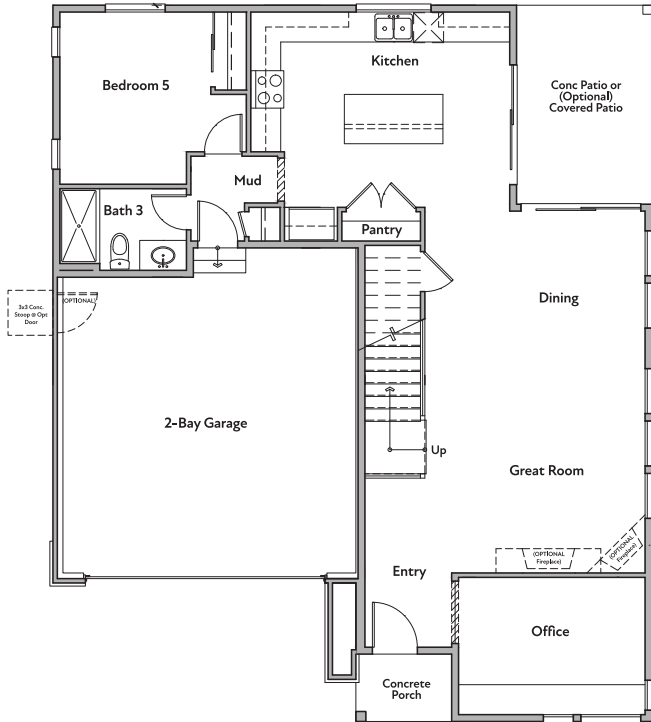 Bedroom 5
Kitchen
Conc Patio or
(Optional)
Covered Patio
Mud
Bath 3
Pantry
3x3 Conc.
Stoop @ Opt
Door
(OPTIONAL)
Dining
2-Bay Garage
Up
Great Room
(OPTIONAL
Fireplace)
(OPTIONAL
Fireplace)
Entry
Office
Concrete
Porch